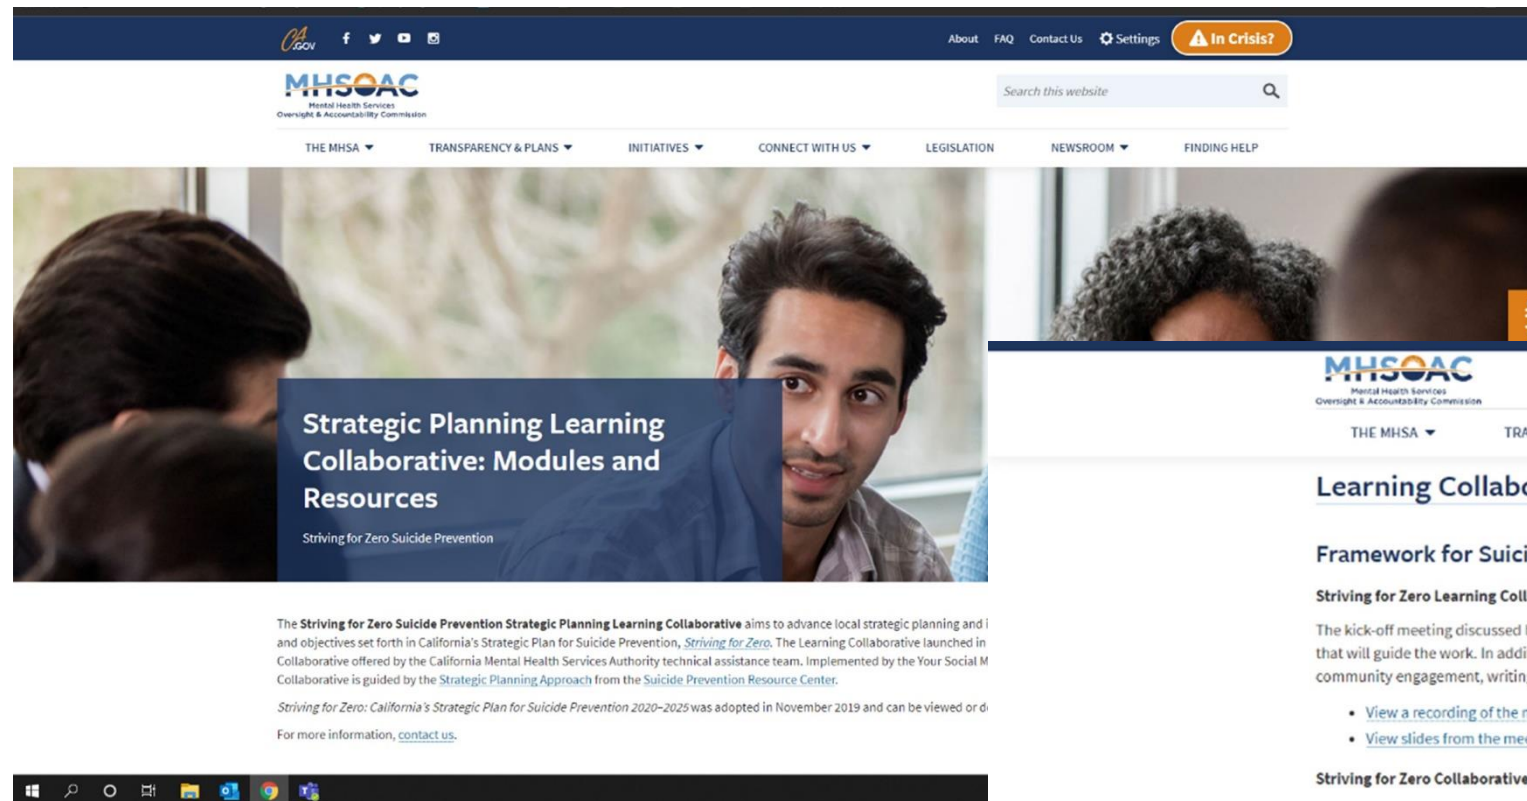 CA.GOV
About FAQ Contact Us Settings In Crisis?
MHSOAC
Mental Health Services
Oversight & Accountability Commission
Search this website
THE MHSA TRANSPARENCY & PLANS INITIATIVES CONNECT WITH US LEGISLATION NEWSROOM FINDING HELP
Strategic Planning Learning
Collaborative: Modules and
Resources
Striving for Zero Suicide Prevention
The Striving for Zero Suicide Prevention Strategic Planning Learning Collaborative aims to advance local strategic planning and
and objectives set forth in California's Strategic Plan for Suicide Prevention, Striving for Zero. The Learning Collaborative launched in
Collaborative offered by the California Mental Health Services Authority technical assistance team. Implemented by the Your Social M
Collaborative is guided by the Strategic Planning Approach from the Suicide Prevention Resource Center.
Striving for Zero: California's Strategic Plan for Suicide Prevention 2020–2025 was adopted in November 2019 and can be viewed or d
For more information, contact us.
MHSOAC
Mental Health Services
Oversight & Accountability Commission
THE MHSA TRA
Learning Collabo
Framework for Suici
Striving for Zero Learning Coll
The kick-off meeting discussed
that will guide the work. In addi
community engagement, writing
• View a recording of the
• View slides from the mee
Striving for Zero Collaborative